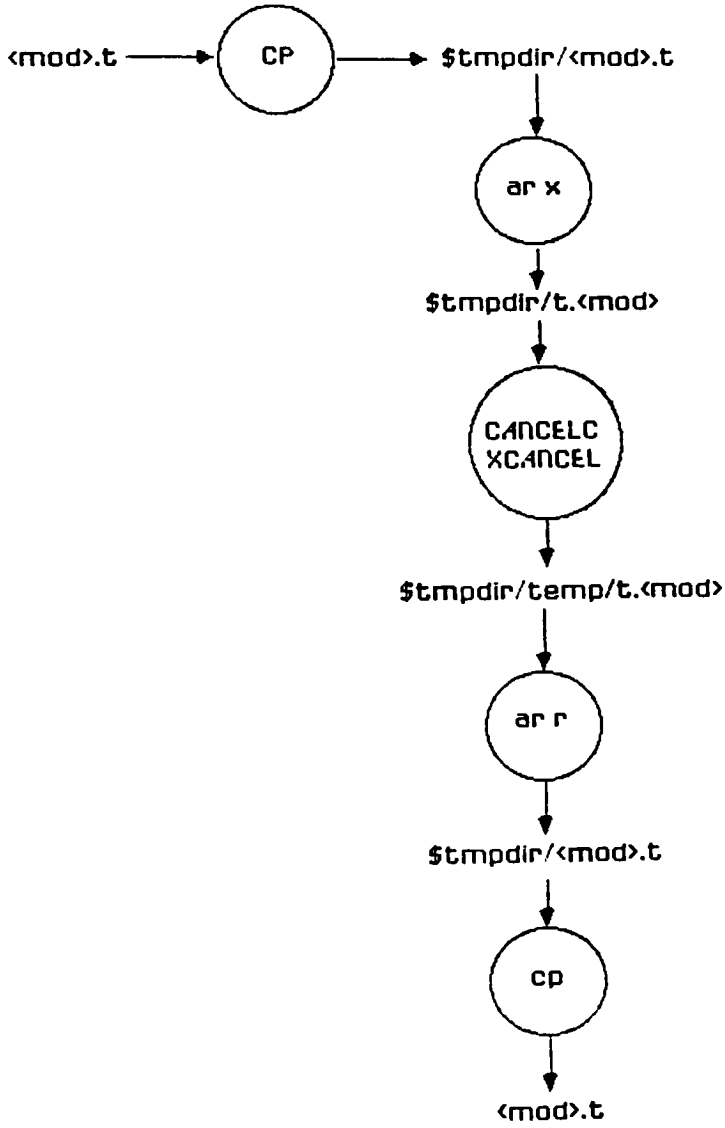 <mod>.t CP $tmpdir/<mod>.t
ar x
$tmpdir/t.<mod>
CANCELC
XCANCEL
$tmpdir/temp/t.<mod>
ar r
$tmpdir/<mod>.t
cp
<mod>.t